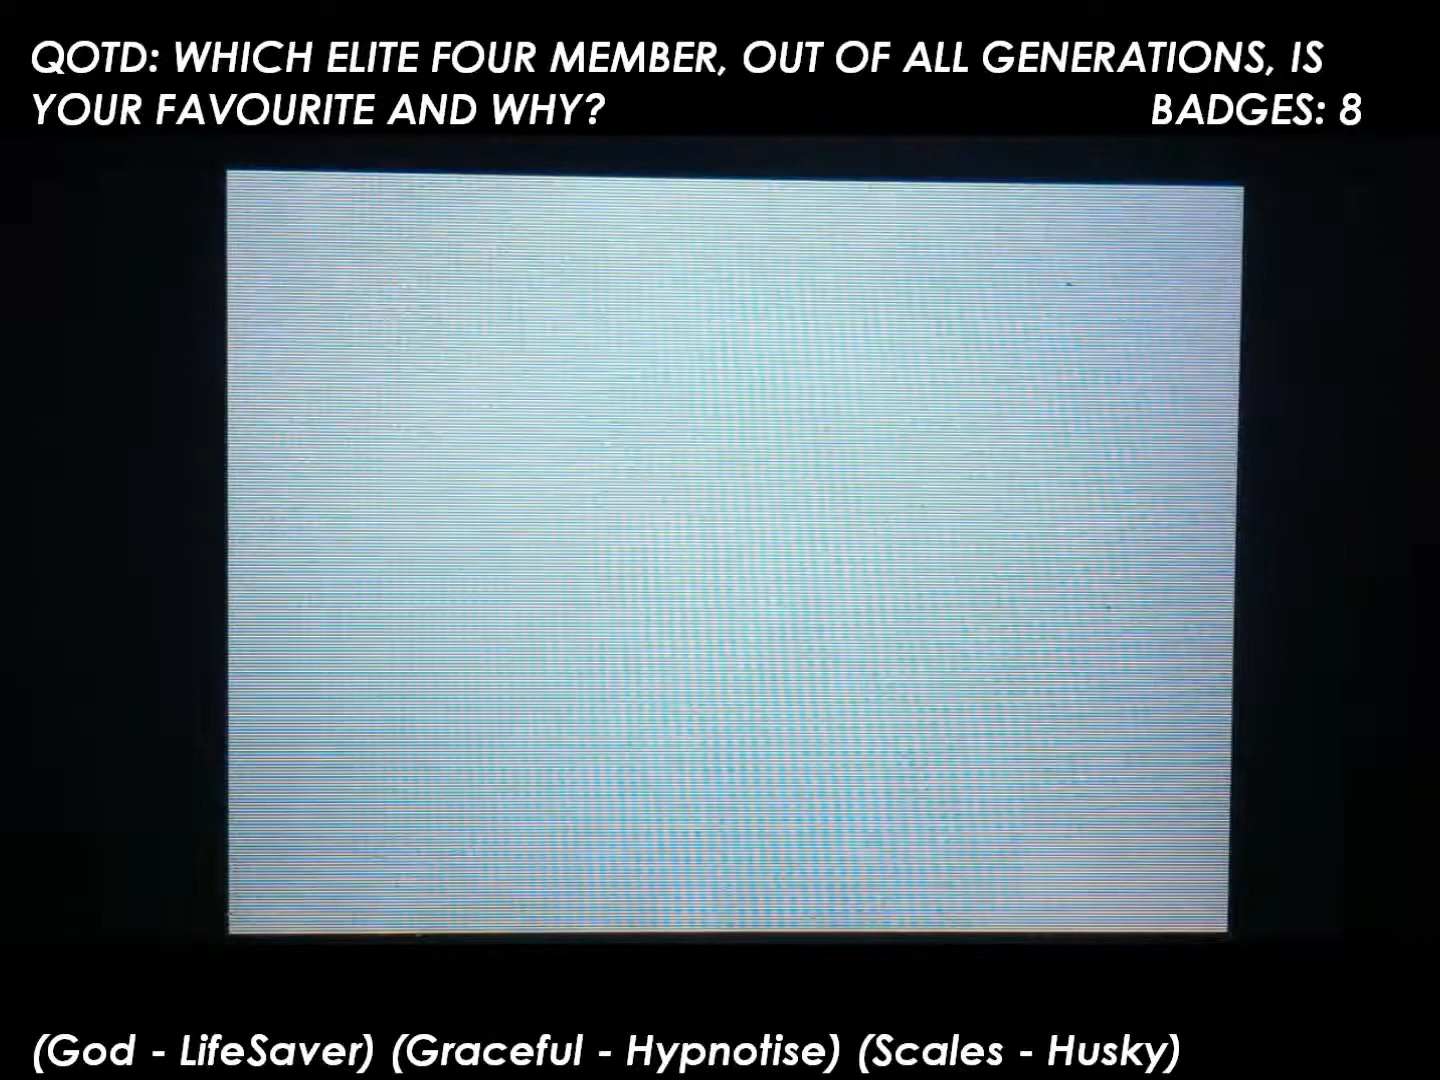 QOTD: WHICH ELITE FOUR MEMBER, OUT OF ALL GENERATIONS, IS
YOUR FAVOURITE AND WHY? BADGES: 8
(God - LifeSaver) (Graceful - Hypnotise) (Scales - Husky)